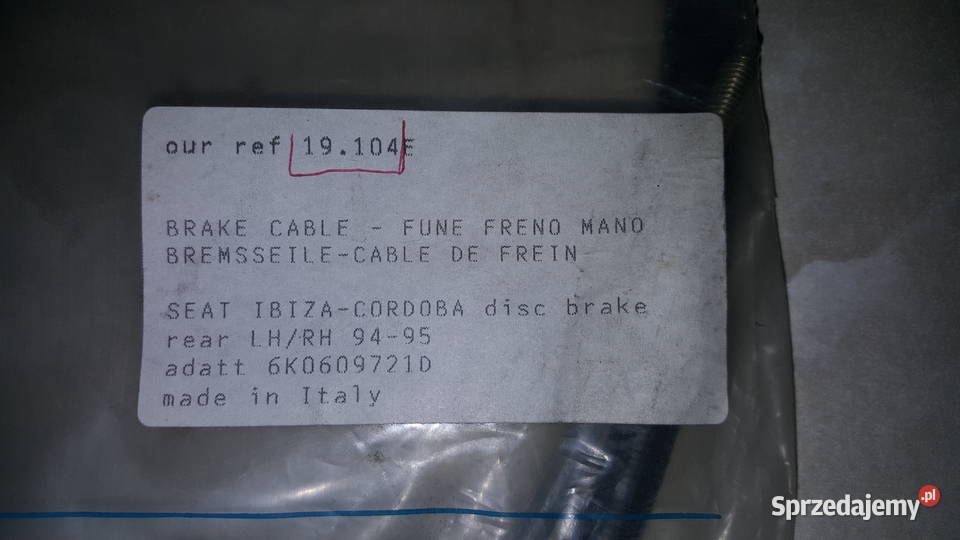 our ref 19.104E
BRAKE CABLE - FUNE FRENO MANO
BREMSSEILE-CABLE DE FREIN
SEAT IBIZA-CORDOBA disc brake
rear LH/RH 94-95
adatt 6K0609721D
made in Italy
Sprzedajemy.pl